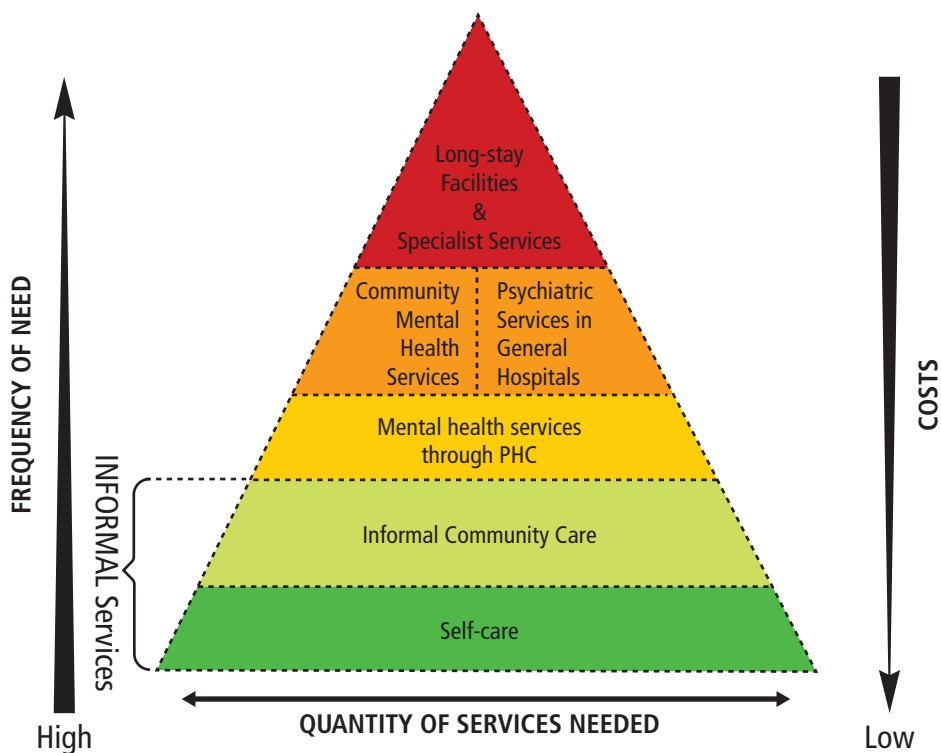 Long-stay
Facilities
&
Specialist Services
Community
Mental
Health
Services
Psychiatric
Services in
General
Hospitals
Mental health services
through PHC
Informal Community Care
Self-care
FREQUENCY OF NEED
INFORMAL Services
COSTS
High
QUANTITY OF SERVICES NEEDED
Low